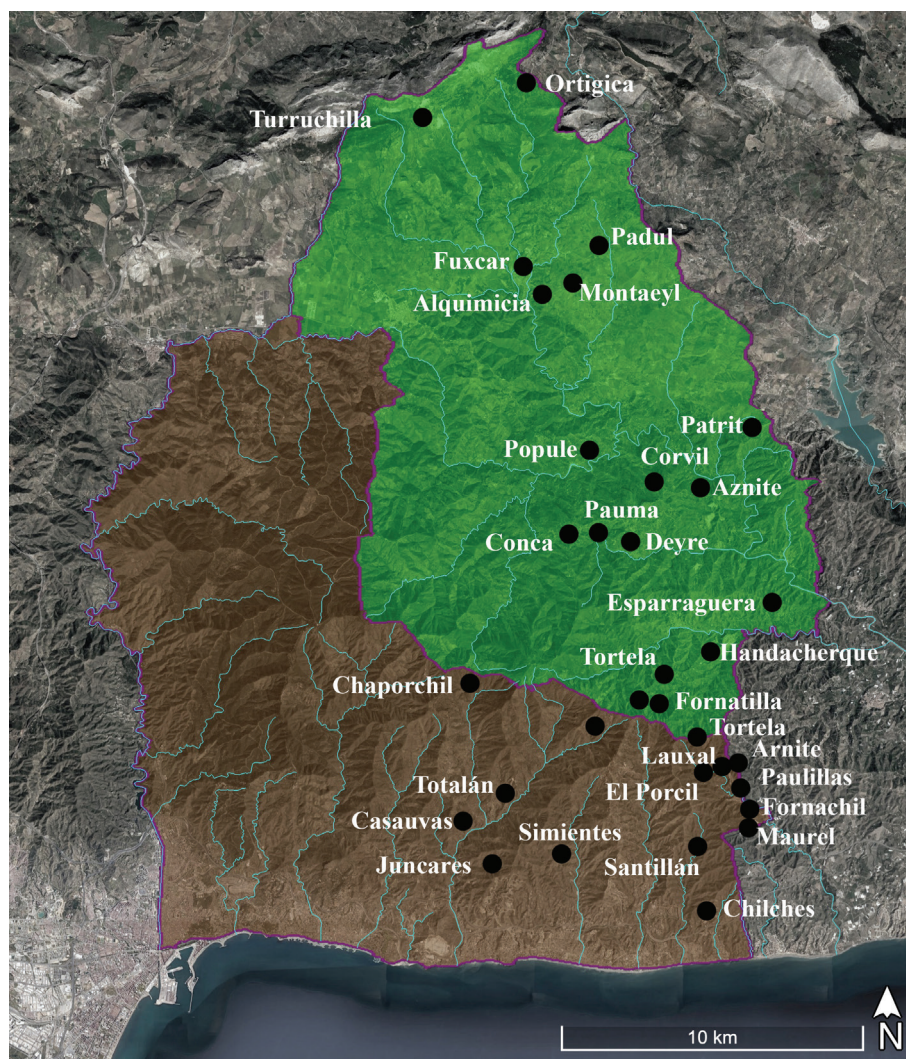 Ortigica
Turruchilla
Padul
Fuxcar
Montaeyl
Alquimicia
Patrit
Popule
Corvil
Aznite
Pauma
Conca
Deyre
Esparraguera
Handacherque
Tortela
Chaporchil
Fornatilla
Tortela
Lauxal
Arnite
Totalán
El Porcil
Paulillas
Casauvas
Fornachil
Simientes
Maurel
Juncares
Santillán
Chilches
10 km
N